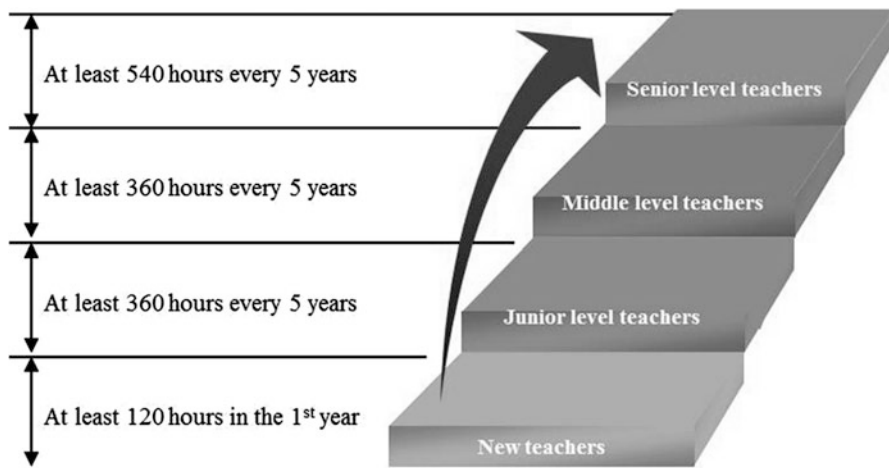 At least 540 hours every 5 years
Senior level teachers
At least 360 hours every 5 years
Middle level teachers
At least 360 hours every 5 years
Junior level teachers
At least 120 hours in the 1st year
New teachers